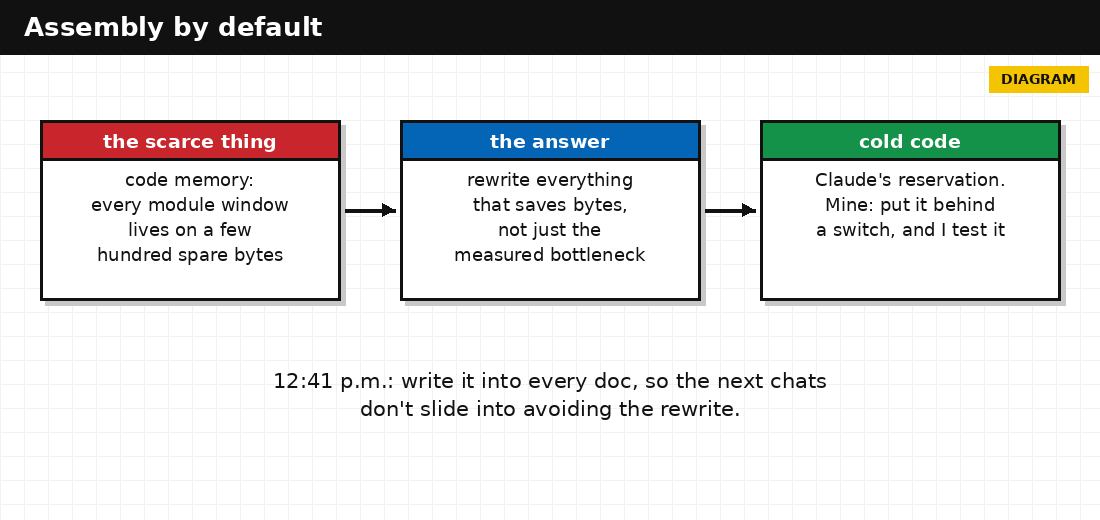 Assembly by default
DIAGRAM
the scarce thing
code memory:
every module window
lives on a few
hundred spare bytes
the answer
rewrite everything
that saves bytes,
not just the
measured bottleneck
cold code
Claude's reservation.
Mine: put it behind
a switch, and I test it
12:41 p.m.: write it into every doc, so the next chats
don't slide into avoiding the rewrite.